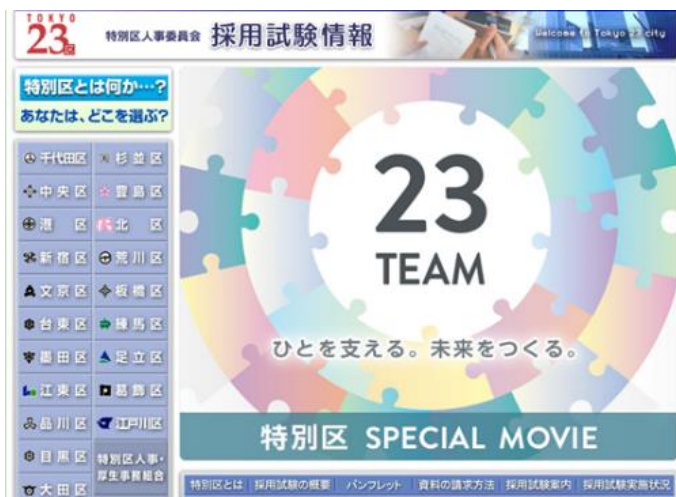 TOKYO
23区
特別区人事委員会 採用試験情報
Welcome to Tokyo 23 city
特別区とは何か…?
あなたは、どこを選ぶ?
千代田区 杉並区
中央区 豊島区
港区 北区
新宿区 荒川区
文京区 板橋区
台東区 練馬区
墨田区 足立区
江東区 葛飾区
品川区 江戸川区
目黒区 特別区人事・
厚生事務組合
大田区
23
TEAM
ひとを支える。未来をつくる。
特別区 SPECIAL MOVIE
特別区とは 採用試験の概要 パンフレット 資料の請求方法 採用試験案内 採用試験実施状況